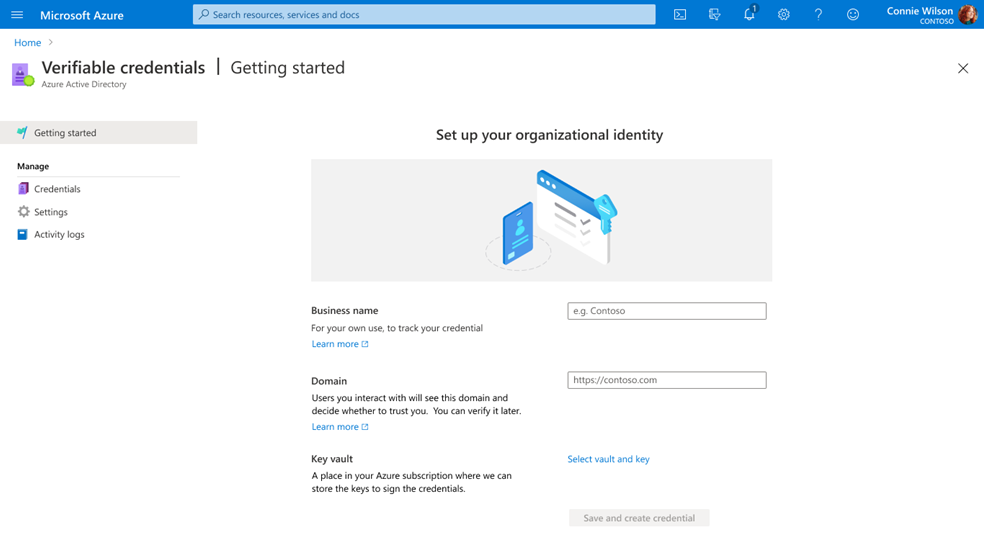 Microsoft Azure
Search resources, services and docs
1
Connie Wilson
CONTOSO
Home
Verifiable credentials | Getting started
Azure Active Directory
Getting started
Manage
Credentials
Settings
Activity logs
Set up your organizational identity
Business name
e.g. Contoso
For your own use, to track your credential
Learn more
Domain
https://contoso.com
Users you interact with will see this domain and
decide whether to trust you. You can verify it later.
Learn more
Key vault
Select vault and key
A place in your Azure subscription where we can
store the keys to sign the credentials.
Save and create credential